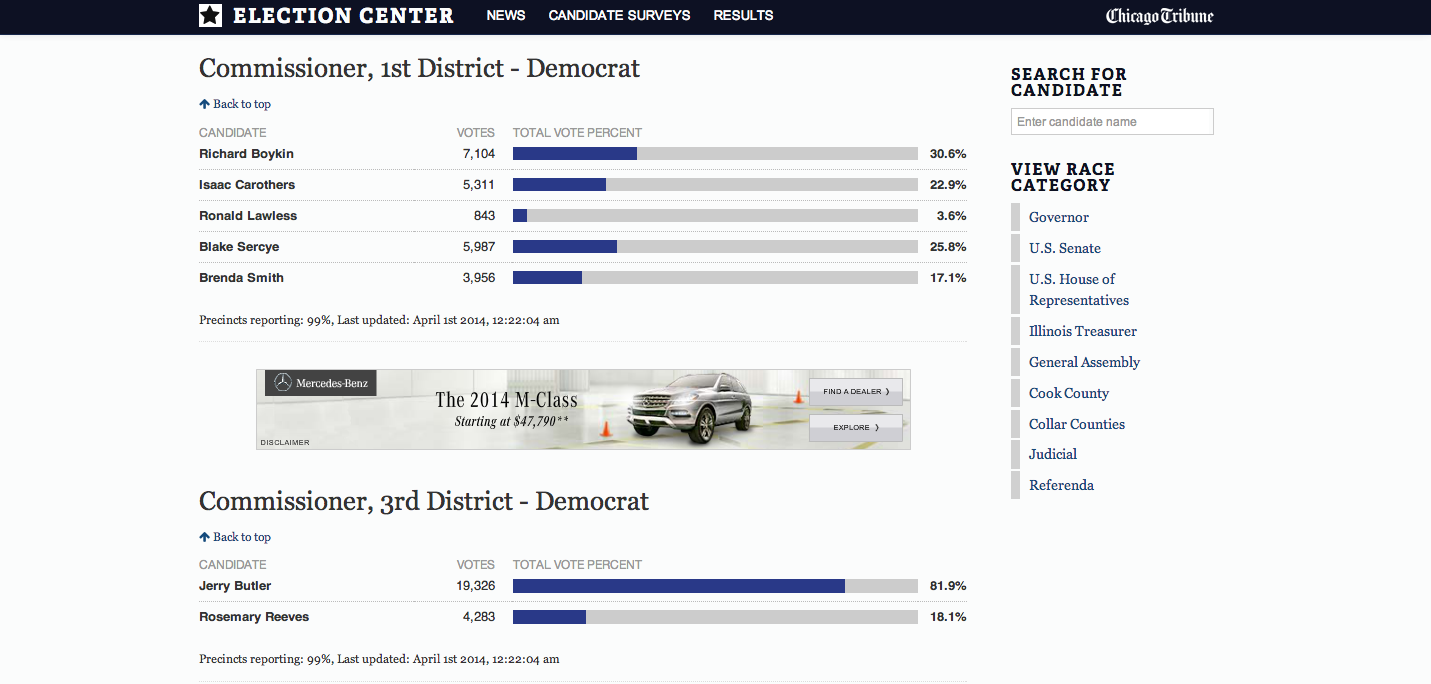 ELECTION CENTER NEWS CANDIDATE SURVEYS RESULTS Chicago Tribune
Commissioner, 1st District - Democrat
Back to top
CANDIDATE VOTES TOTAL VOTE PERCENT
Richard Boykin 7,104 30.6%
Isaac Carothers 5,311 22.9%
Ronald Lawless 843 3.6%
Blake Sercye 5,987 25.8%
Brenda Smith 3,956 17.1%
Precincts reporting: 99%, Last updated: April 1st 2014, 12:22:04 am
Mercedes-Benz
The 2014 M-Class
Starting at $47,790**
FIND A DEALER ❯
EXPLORE ❯
DISCLAIMER
Commissioner, 3rd District - Democrat
Back to top
CANDIDATE VOTES TOTAL VOTE PERCENT
Jerry Butler 19,326 81.9%
Rosemary Reeves 4,283 18.1%
Precincts reporting: 99%, Last updated: April 1st 2014, 12:22:04 am
SEARCH FOR
CANDIDATE
Enter candidate name
VIEW RACE
CATEGORY
Governor
U.S. Senate
U.S. House of
Representatives
Illinois Treasurer
General Assembly
Cook County
Collar Counties
Judicial
Referenda